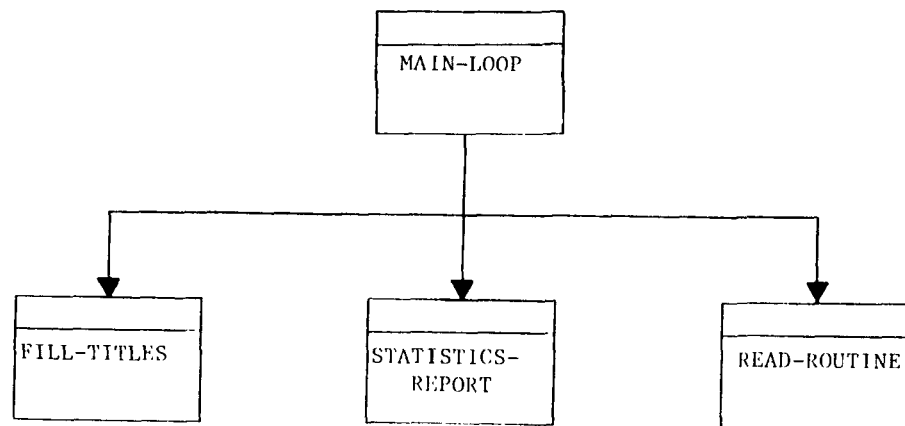 MAIN-LOOP
FILL-TITLES
STATISTICS-
REPORT
READ-ROUTINE